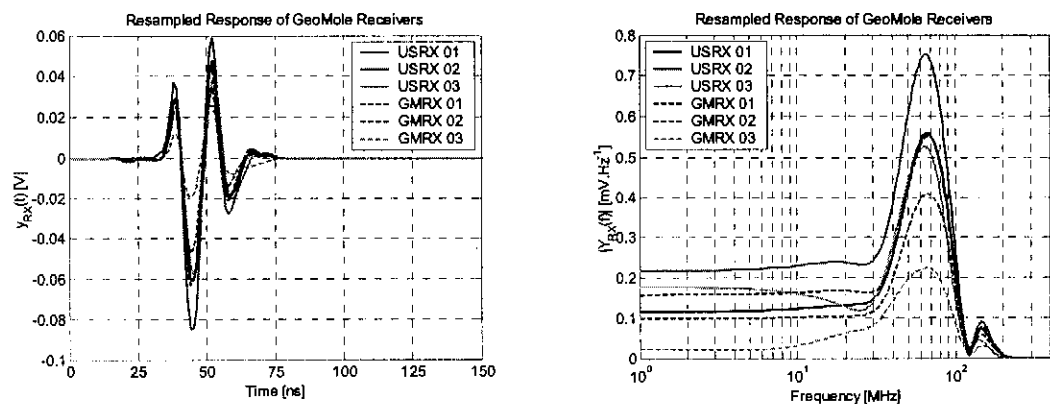 Resampled Response of GeoMole Receivers
0.06
0.04
0.02
0
-0.02
-0.04
-0.06
-0.08
-0.1
y_RX(t) [V]
USRX 01
USRX 02
USRX 03
GMRX 01
GMRX 02
GMRX 03
0 25 50 75 100 125 150
Time [ns]
Resampled Response of GeoMole Receivers
0.8
0.7
0.6
0.5
0.4
0.3
0.2
0.1
0
|Y_RX(f)| [mV.Hz^-1]
USRX 01
USRX 02
USRX 03
GMRX 01
GMRX 02
GMRX 03
10^0 10^1 10^2
Frequency [MHz]